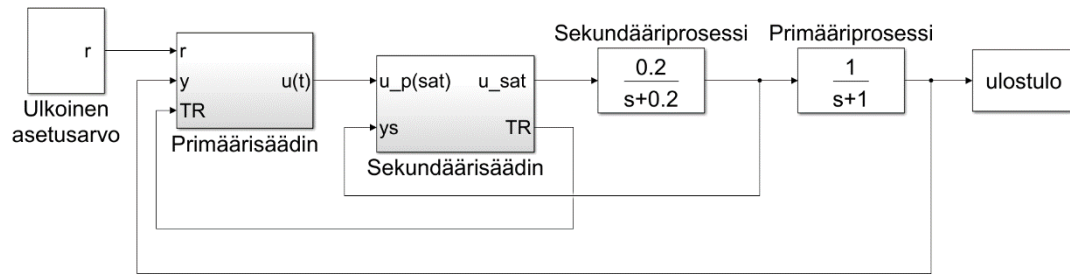 r
Ulkoinen
asetusarvo
r
y
TR
u(t)
Primäärisäädin
u_p(sat)
ys
u_sat
TR
Sekundäärisäädin
Sekundääriprosessi
0.2
s+0.2
Primääriprosessi
1
s+1
ulostulo